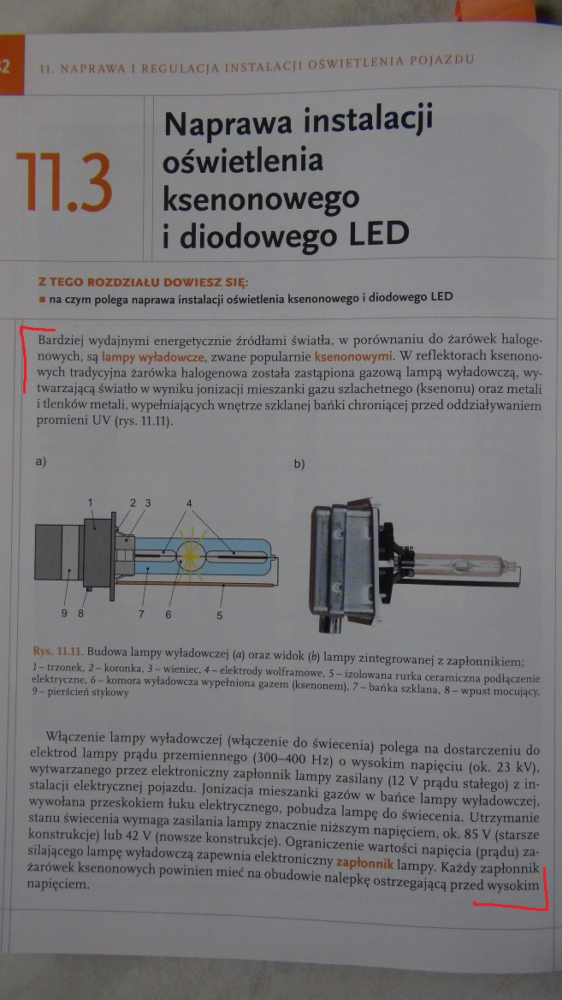 82
11. NAPRAWA I REGULACJA INSTALACJI OŚWIETLENIA POJAZDU
11.3
Naprawa instalacji
oświetlenia
ksenonowego
i diodowego LED
Z TEGO ROZDZIAŁU DOWIESZ SIĘ:
■ na czym polega naprawa instalacji oświetlenia ksenonowego i diodowego LED
Bardziej wydajnymi energetycznie źródłami światła, w porównaniu do żarówek haloge-
nowych, są lampy wyładowcze, zwane popularnie ksenonowymi. W reflektorach ksenono-
wych tradycyjna żarówka halogenowa została zastąpiona gazową lampą wyładowczą, wy-
twarzającą światło w wyniku jonizacji mieszanki gazu szlachetnego (ksenonu) oraz metali
i tlenków metali, wypełniających wnętrze szklanej bańki chroniącej przed oddziaływaniem
promieni UV (rys. 11.11).
a)
b)
1 2 3 4
9 8 7 6 5
Rys. 11.11. Budowa lampy wyładowczej (a) oraz widok (b) lampy zintegrowanej z zapłonnikiem;
1 – trzonek, 2 – koronka, 3 – wieniec, 4 – elektrody wolframowe, 5 – izolowana rurka ceramiczna podłączenie
elektryczne, 6 – komora wyładowcza wypełniona gazem (ksenonem), 7 – bańka szklana, 8 – wpust mocujący,
9 – pierścień stykowy
Włączenie lampy wyładowczej (włączenie do świecenia) polega na dostarczeniu do
elektrod lampy prądu przemiennego (300–400 Hz) o wysokim napięciu (ok. 23 kV),
wytwarzanego przez elektroniczny zapłonnik lampy zasilany (12 V prądu stałego) z in-
stalacji elektrycznej pojazdu. Jonizacja mieszanki gazów w bańce lampy wyładowczej,
wywołana przeskokiem łuku elektrycznego, pobudza lampę do świecenia. Utrzymanie
stanu świecenia wymaga zasilania lampy znacznie niższym napięciem, ok. 85 V (starsze
konstrukcje) lub 42 V (nowsze konstrukcje). Ograniczenie wartości napięcia (prądu) za-
silającego lampę wyładowczą zapewnia elektroniczny zapłonnik lampy. Każdy zapłonnik
żarówek ksenonowych powinien mieć na obudowie nalepkę ostrzegającą przed wysokim
napięciem.